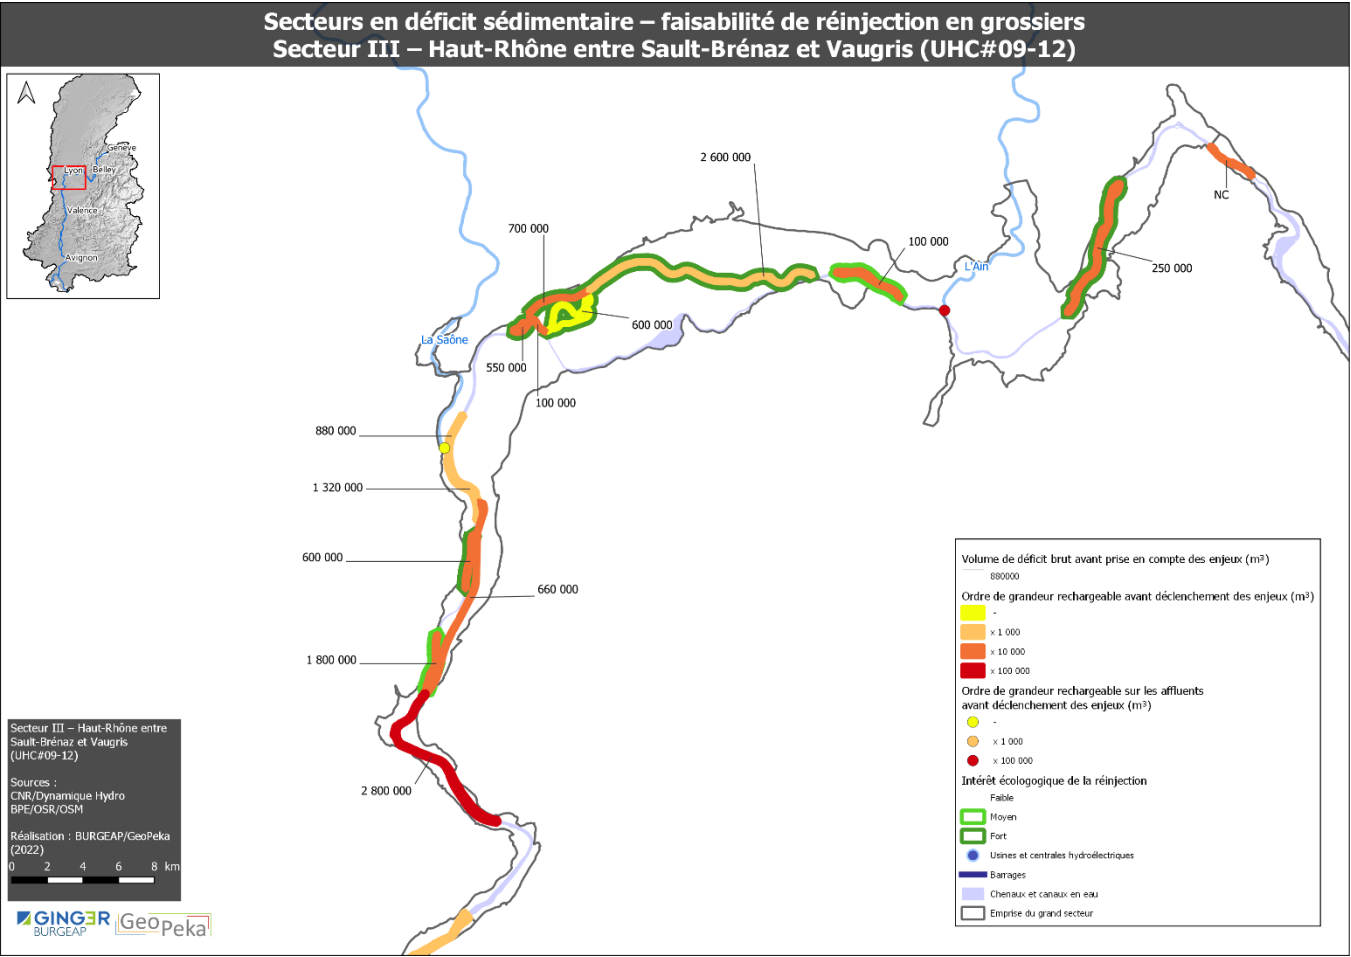 Secteurs en déficit sédimentaire – faisabilité de réinjection en grossiers
Secteur III – Haut-Rhône entre Sault-Brénaz et Vaugris (UHC#09-12)
Genève
Lyon
Belley
Valence
Avignon
2 600 000
700 000
100 000
L'Ain
NC
250 000
600 000
La Saône
550 000
100 000
880 000
1 320 000
600 000
660 000
1 800 000
2 800 000
Volume de déficit brut avant prise en compte des enjeux (m³)
880000
Ordre de grandeur rechargeable avant déclenchement des enjeux (m³)
-
x 1 000
x 10 000
x 100 000
Ordre de grandeur rechargeable sur les affluents
avant déclenchement des enjeux (m³)
-
x 1 000
x 100 000
Intérêt écologogique de la réinjection
Faible
Moyen
Fort
Usines et centrales hydroélectriques
Barrages
Chenaux et canaux en eau
Emprise du grand secteur
Secteur III – Haut-Rhône entre
Sault-Brénaz et Vaugris
(UHC#09-12)
Sources :
CNR/Dynamique Hydro
BPE/OSR/OSM
Réalisation : BURGEAP/GeoPeka
(2022)
0 2 4 6 8 km
GINGER
BURGEAP
GeoPeka